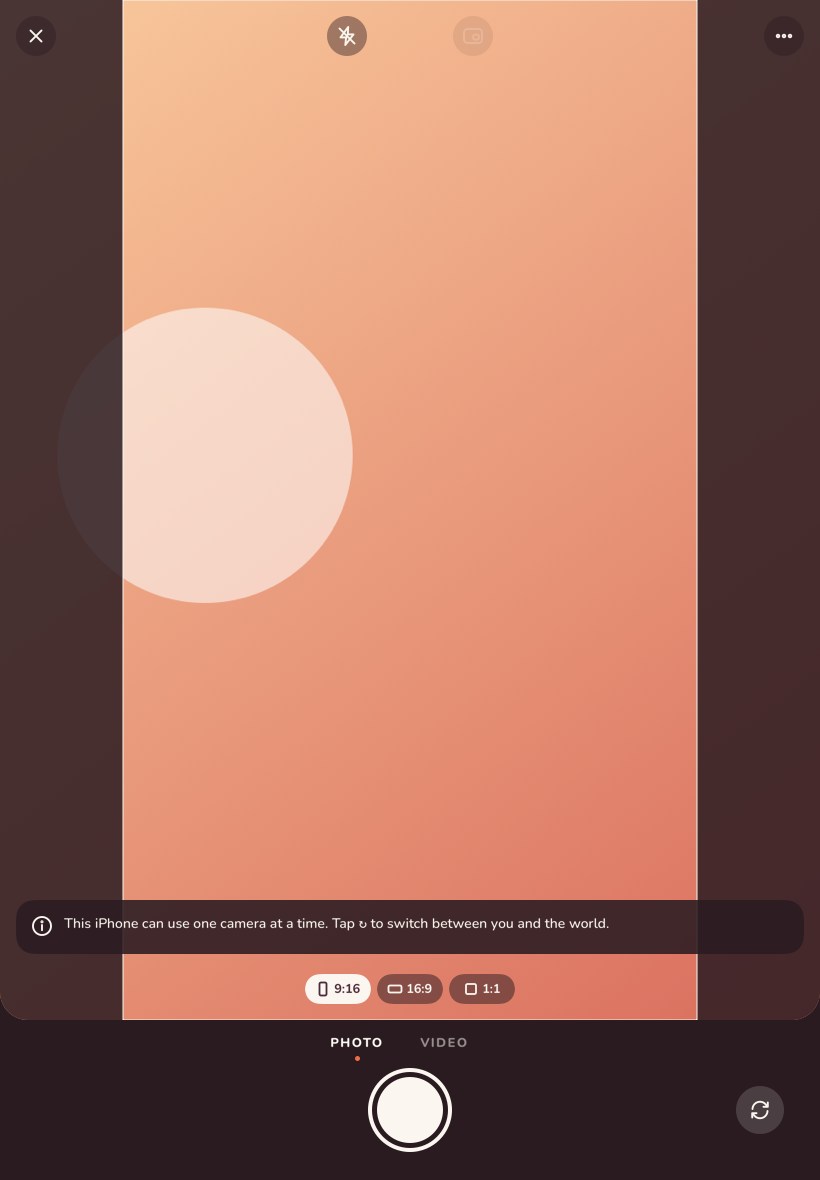 This iPhone can use one camera at a time. Tap ↻ to switch between you and the world.
9:16 16:9 1:1
PHOTO VIDEO